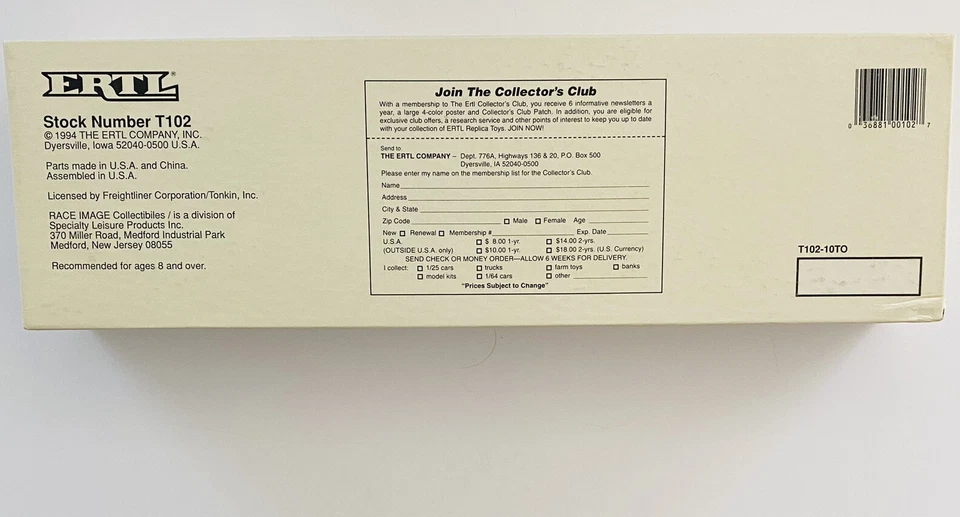 ERTL®
Stock Number T102
© 1994 THE ERTL COMPANY, INC.
Dyersville, Iowa 52040-0500 U.S.A.
Parts made in U.S.A. and China.
Assembled in U.S.A.
Licensed by Freightliner Corporation/Tonkin, Inc.
RACE IMAGE Collectibiles / is a division of
Specialty Leisure Products Inc.
370 Miller Road, Medford Industrial Park
Medford, New Jersey 08055
Recommended for ages 8 and over.
Join The Collector's Club
With a membership to The Ertl Collector's Club, you receive 6 informative newsletters a
year, a large 4-color poster and Collector's Club Patch. In addition, you are eligible for
exclusive club offers, a research service and other points of interest to keep you up to date
with your collection of ERTL Replica Toys. JOIN NOW!
Send to
THE ERTL COMPANY – Dept. 776A, Highways 136 & 20, P.O. Box 500
Dyersville, IA 52040-0500
Please enter my name on the membership list for the Collector's Club.
Name
Address
City & State
Zip Code Male Female Age
New Renewal Membership # Exp. Date
U.S.A. $ 8.00 1-yr. $14.00 2-yrs.
(OUTSIDE U.S.A. only) $10.00 1-yr. $18.00 2-yrs. (U.S. Currency)
SEND CHECK OR MONEY ORDER—ALLOW 6 WEEKS FOR DELIVERY.
I collect: 1/25 cars trucks farm toys banks
model kits 1/64 cars other
"Prices Subject to Change"
0 36881 00102 7
T102-10TO